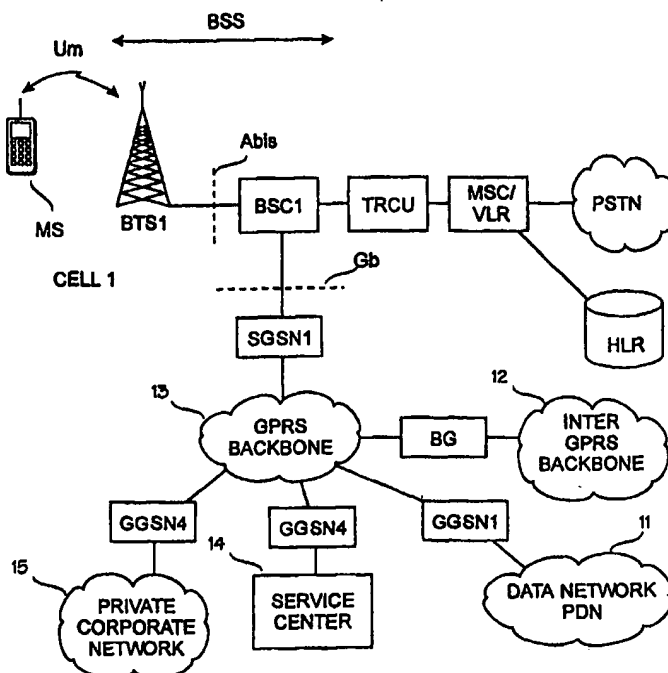 BSS
Um
Abis
BTS1
BSC1
TRCU
MSC/
VLR
PSTN
MS
CELL 1
Gb
HLR
SGSN1
13
GPRS
BACKBONE
BG
12
INTER
GPRS
BACKBONE
GGSN4
GGSN4
GGSN1
15
PRIVATE
CORPORATE
NETWORK
14
SERVICE
CENTER
11
DATA NETWORK
PDN